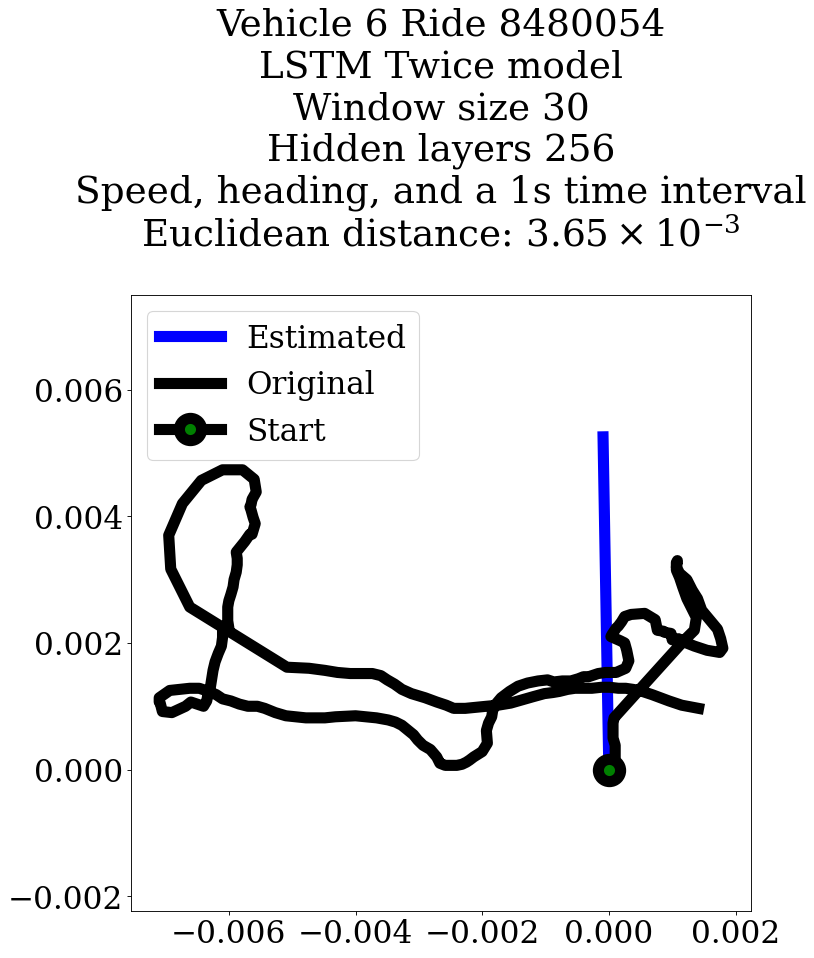 Vehicle 6 Ride 8480054
LSTM Twice model
Window size 30
Hidden layers 256
Speed, heading, and a 1s time interval
Euclidean distance: 3.65 × 10⁻³
Estimated
Original
Start
0.006
0.004
0.002
0.000
−0.002
−0.006 −0.004 −0.002 0.000 0.002